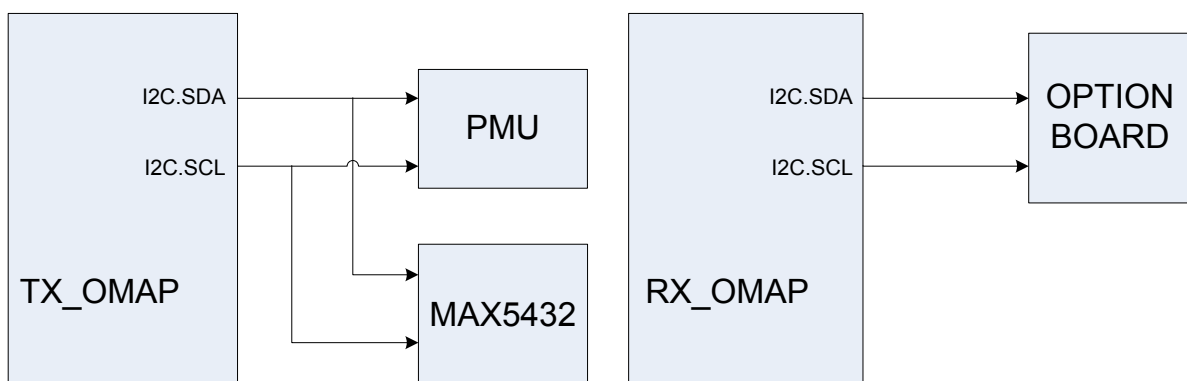 I2C.SDA
I2C.SCL
TX_OMAP
PMU
MAX5432
I2C.SDA
I2C.SCL
RX_OMAP
OPTION
BOARD